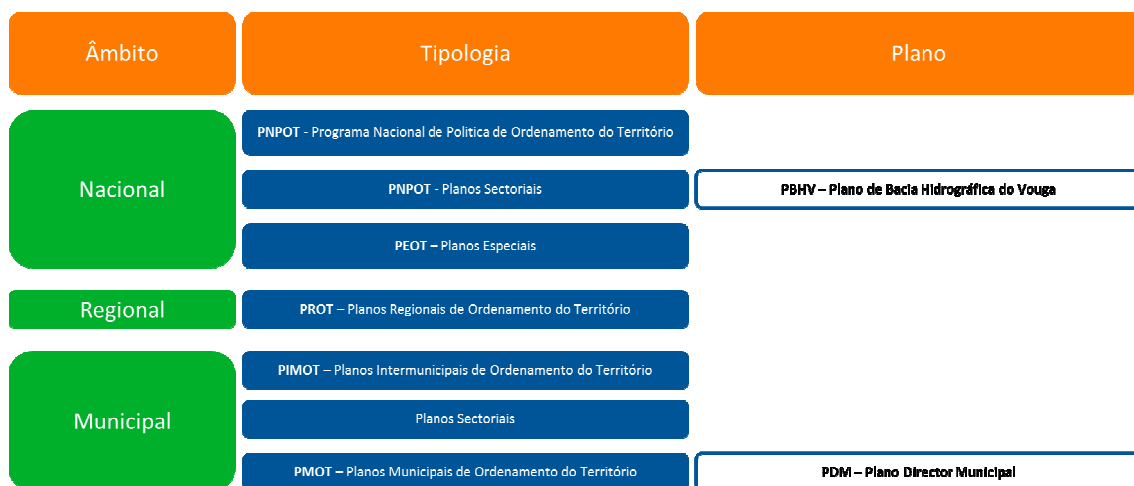 Âmbito Tipologia Plano
PNPOT - Programa Nacional de Politica de Ordenamento do Território
Nacional PNPOT - Planos Sectoriais PBHV – Plano de Bacia Hidrográfica do Vouga
PEOT – Planos Especiais
Regional PROT – Planos Regionais de Ordenamento do Território
PIMOT – Planos Intermunicipais de Ordenamento do Território
Municipal Planos Sectoriais
PMOT – Planos Municipais de Ordenamento do Território PDM – Plano Director Municipal